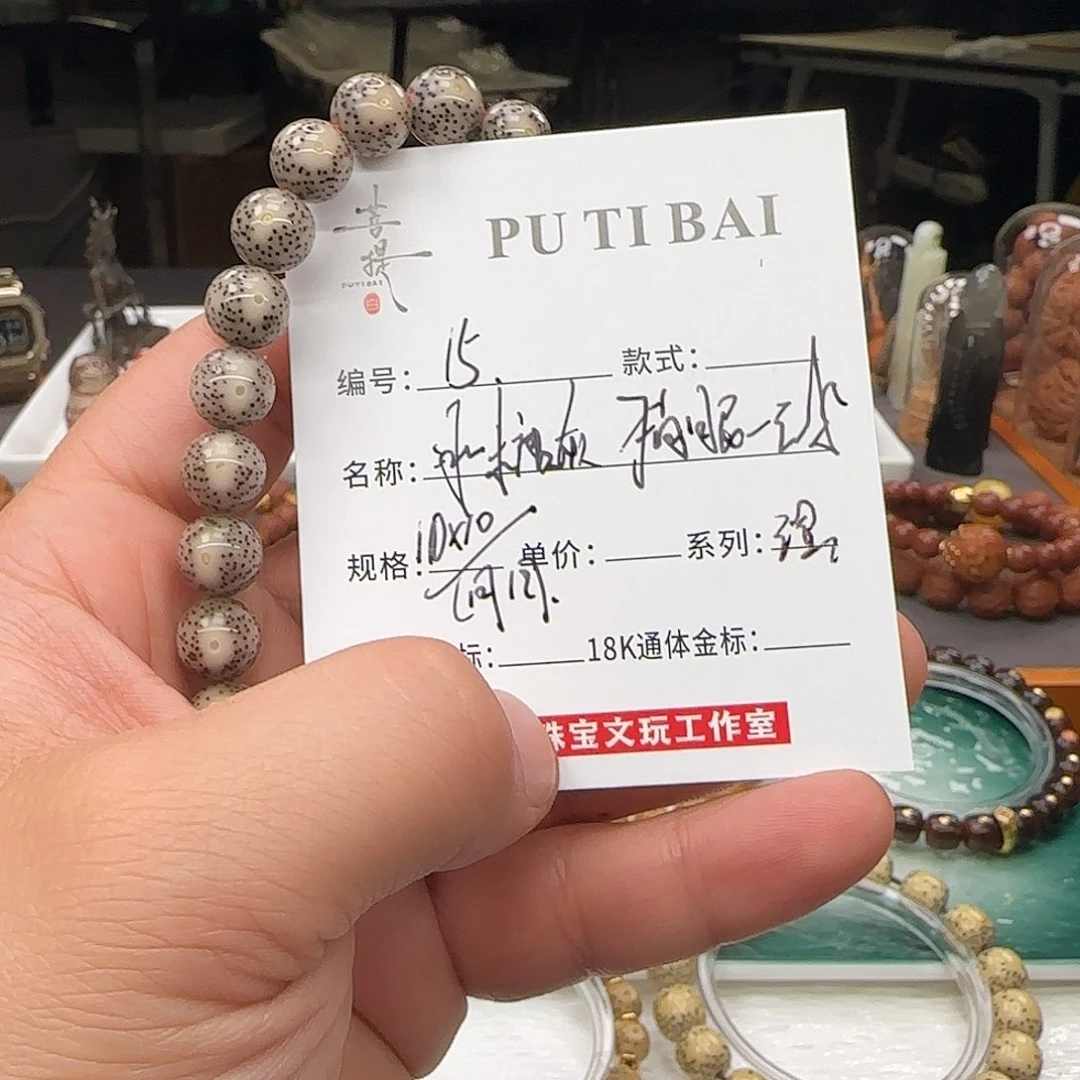 菩提
PUTIBAI
白
PU TI BAI
编号: 15. 款式:
名称:
规格: 10x10 单价: 系列:
标: 18K通体金标:
珠宝文玩工作室